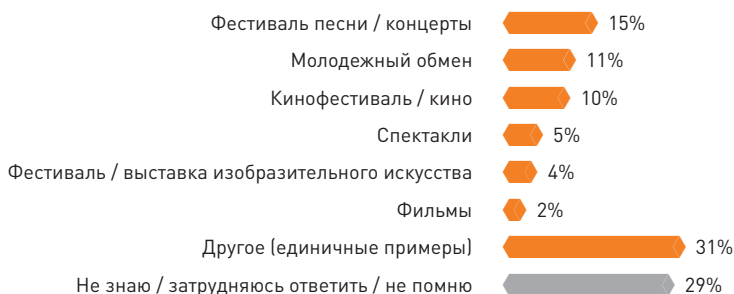 Фестиваль песни / концерты 15%
Молодежный обмен 11%
Кинофестиваль / кино 10%
Спектакли 5%
Фестиваль / выставка изобразительного искусства 4%
Фильмы 2%
Другое (единичные примеры) 31%
Не знаю / затрудняюсь ответить / не помню 29%